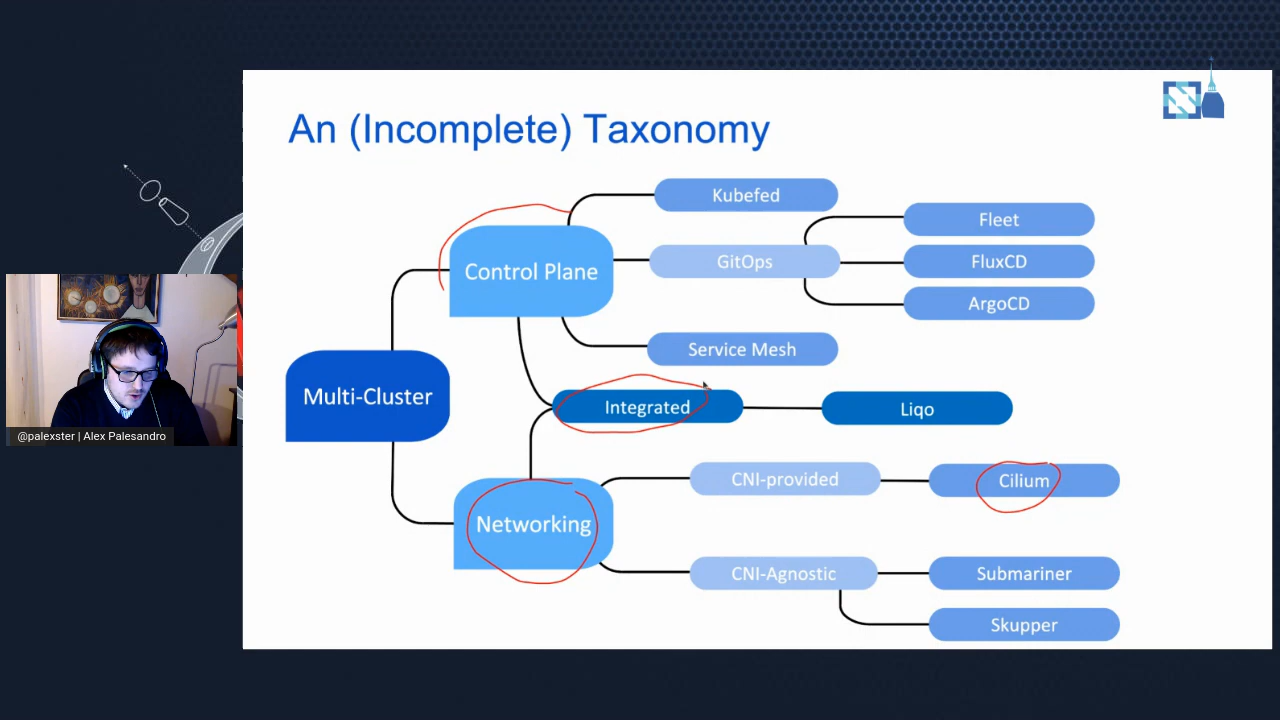 An (Incomplete) Taxonomy
Kubefed
Fleet
Control Plane
GitOps
FluxCD
ArgoCD
Service Mesh
Multi-Cluster
Integrated
Liqo
CNI-provided
Cilium
Networking
CNI-Agnostic
Submariner
Skupper
@palexster | Alex Palesandro